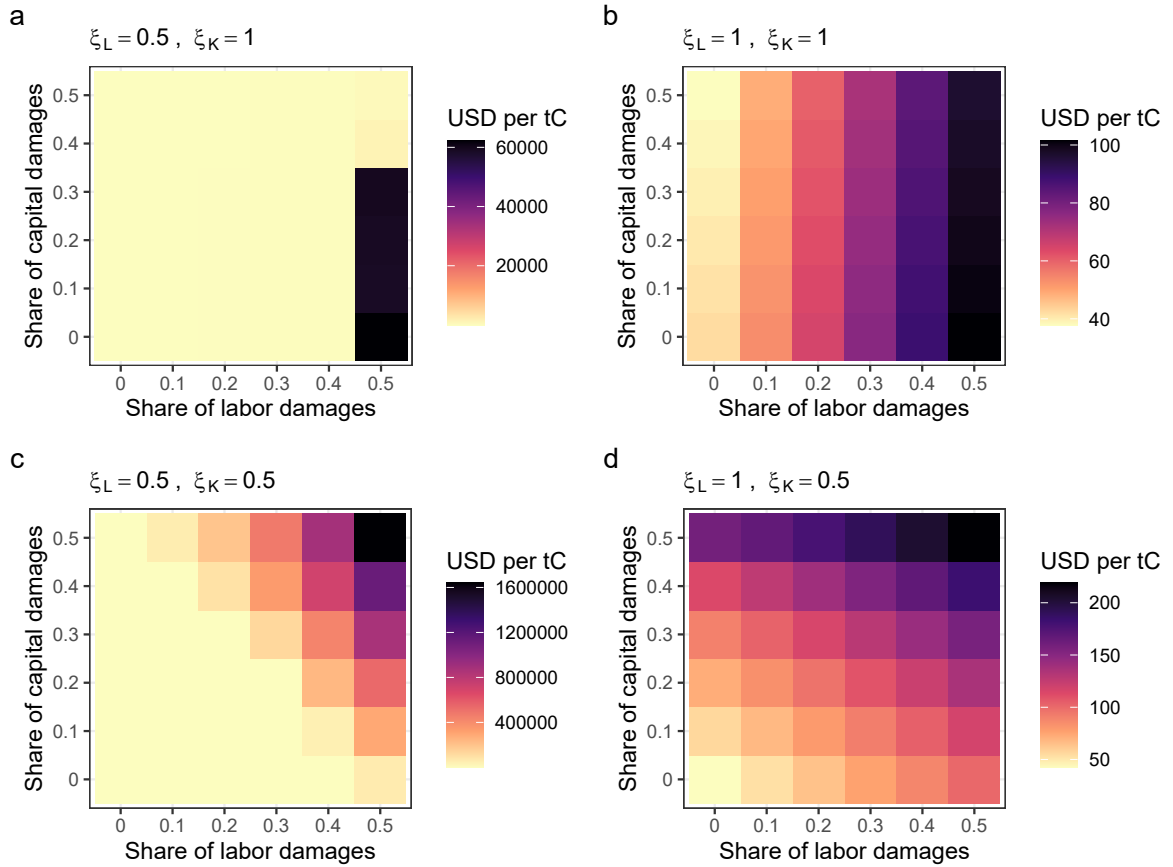 a
ξL = 0.5 , ξK = 1
Share of capital damages
0.5
0.4
0.3
0.2
0.1
0
0 0.1 0.2 0.3 0.4 0.5
Share of labor damages
USD per tC
60000
40000
20000
b
ξL = 1 , ξK = 1
Share of capital damages
0.5
0.4
0.3
0.2
0.1
0
0 0.1 0.2 0.3 0.4 0.5
Share of labor damages
USD per tC
100
80
60
40
c
ξL = 0.5 , ξK = 0.5
Share of capital damages
0.5
0.4
0.3
0.2
0.1
0
0 0.1 0.2 0.3 0.4 0.5
Share of labor damages
USD per tC
1600000
1200000
800000
400000
d
ξL = 1 , ξK = 0.5
Share of capital damages
0.5
0.4
0.3
0.2
0.1
0
0 0.1 0.2 0.3 0.4 0.5
Share of labor damages
USD per tC
200
150
100
50